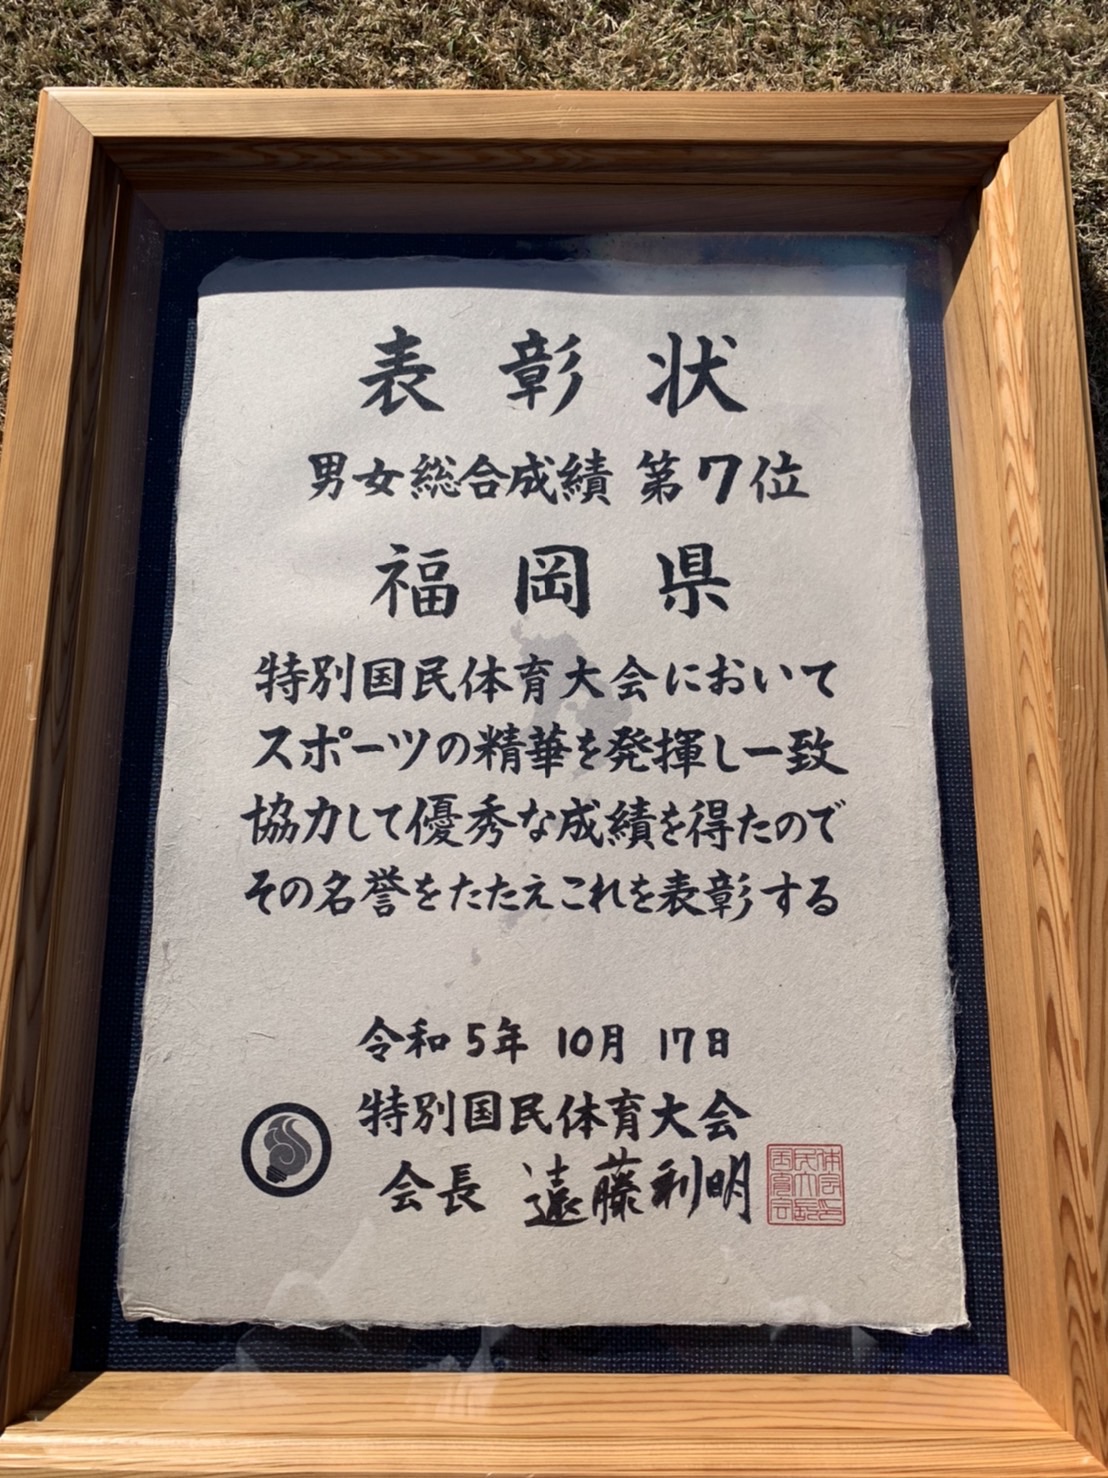 表彰状
男女総合成績 第7位
福岡県
特別国民体育大会において
スポーツの精華を発揮し一致
協力して優秀な成績を得たので
その名誉をたたえこれを表彰する
令和5年 10月 17日
特別国民体育大会
会長 遠藤利明